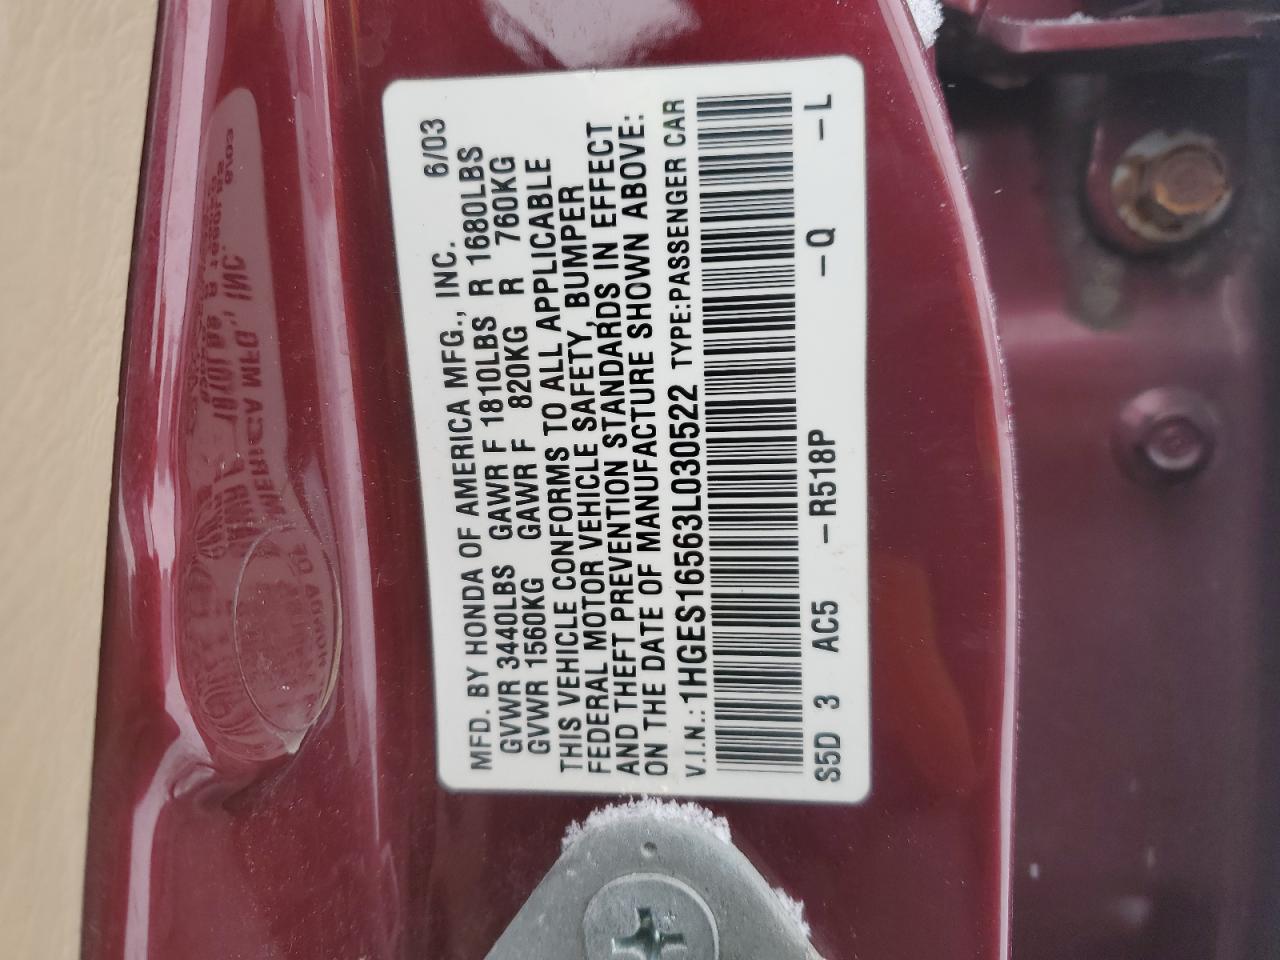 MFD. BY HONDA OF AMERICA MFG., INC. 6/03
GVWR 3440LBS GAWR F 1810LBS R 1680LBS
GVWR 1560KG GAWR F 820KG R 760KG
THIS VEHICLE CONFORMS TO ALL APPLICABLE
FEDERAL MOTOR VEHICLE SAFETY, BUMPER
AND THEFT PREVENTION STANDARDS IN EFFECT
ON THE DATE OF MANUFACTURE SHOWN ABOVE:
V.I.N.: 1HGES16563L030522 TYPE:PASSENGER CAR
S5D 3 AC5 -R518P -Q -L